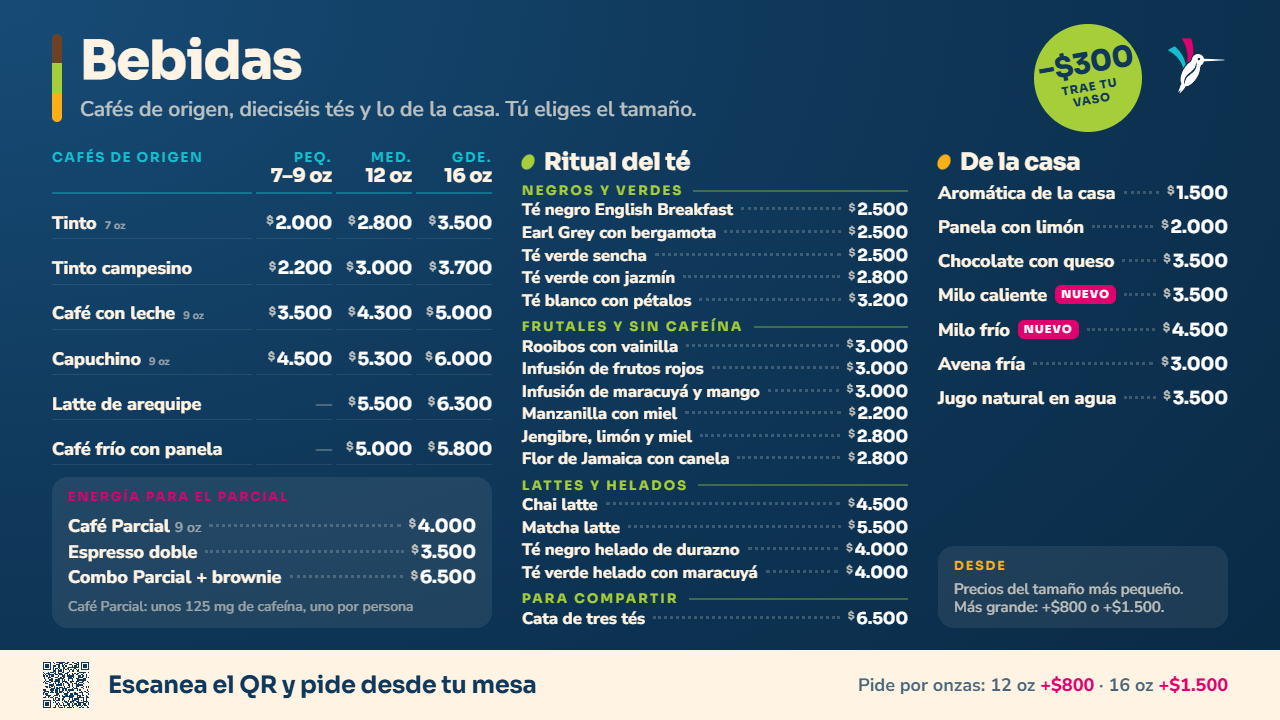 Bebidas
Cafés de origen, dieciséis tés y lo de la casa. Tú eliges el tamaño.
–$300
TRAE TU
VASO
CAFÉS DE ORIGEN PEQ. MED. GDE.
7–9 oz 12 oz 16 oz
Tinto 7 oz $2.000 $2.800 $3.500
Tinto campesino $2.200 $3.000 $3.700
Café con leche 9 oz $3.500 $4.300 $5.000
Capuchino 9 oz $4.500 $5.300 $6.000
Latte de arequipe — $5.500 $6.300
Café frío con panela — $5.000 $5.800
ENERGÍA PARA EL PARCIAL
Café Parcial 9 oz $4.000
Espresso doble $3.500
Combo Parcial + brownie $6.500
Café Parcial: unos 125 mg de cafeína, uno por persona
Ritual del té
NEGROS Y VERDES
Té negro English Breakfast $2.500
Earl Grey con bergamota $2.500
Té verde sencha $2.500
Té verde con jazmín $2.800
Té blanco con pétalos $3.200
FRUTALES Y SIN CAFEÍNA
Rooibos con vainilla $3.000
Infusión de frutos rojos $3.000
Infusión de maracuyá y mango $3.000
Manzanilla con miel $2.200
Jengibre, limón y miel $2.800
Flor de Jamaica con canela $2.800
LATTES Y HELADOS
Chai latte $4.500
Matcha latte $5.500
Té negro helado de durazno $4.000
Té verde helado con maracuyá $4.000
PARA COMPARTIR
Cata de tres tés $6.500
De la casa
Aromática de la casa $1.500
Panela con limón $2.000
Chocolate con queso $3.500
Milo caliente NUEVO $3.500
Milo frío NUEVO $4.500
Avena fría $3.000
Jugo natural en agua $3.500
DESDE
Precios del tamaño más pequeño.
Más grande: +$800 o +$1.500.
Escanea el QR y pide desde tu mesa
Pide por onzas: 12 oz +$800 · 16 oz +$1.500